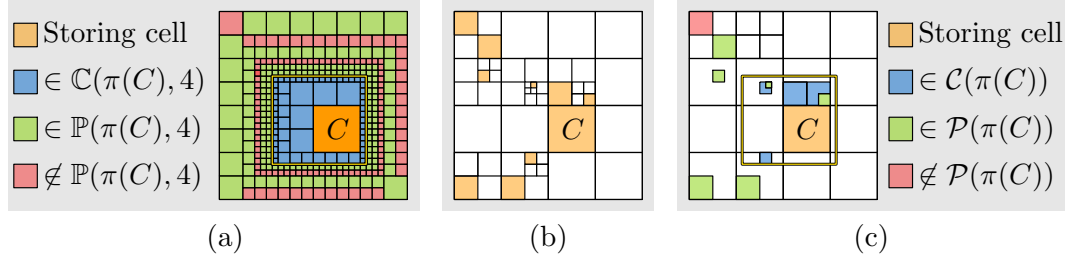 Storing cell
∈ ℂ(π(C), 4)
∈ ℙ(π(C), 4)
∉ ℙ(π(C), 4)
C
(a)
C
(b)
C
Storing cell
∈ 𝒞(π(C))
∈ 𝒫(π(C))
∉ 𝒫(π(C))
(c)